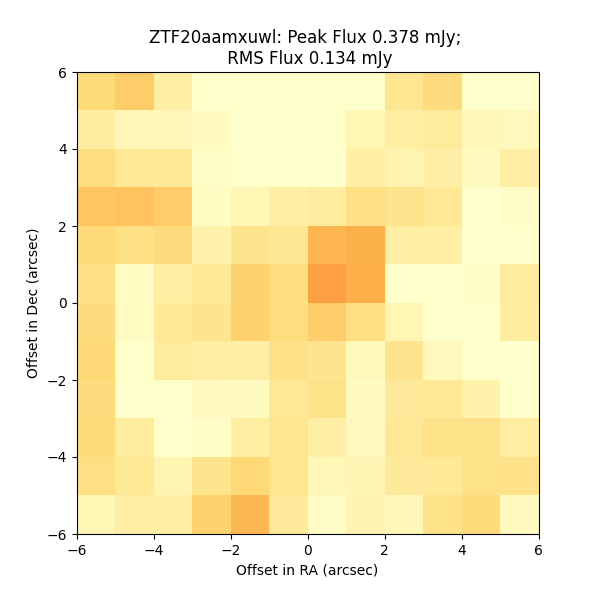 ZTF20aamxuwl: Peak Flux 0.378 mJy;
RMS Flux 0.134 mJy
6
4
2
0
−2
−4
−6
Offset in Dec (arcsec)
−6 −4 −2 0 2 4 6
Offset in RA (arcsec)